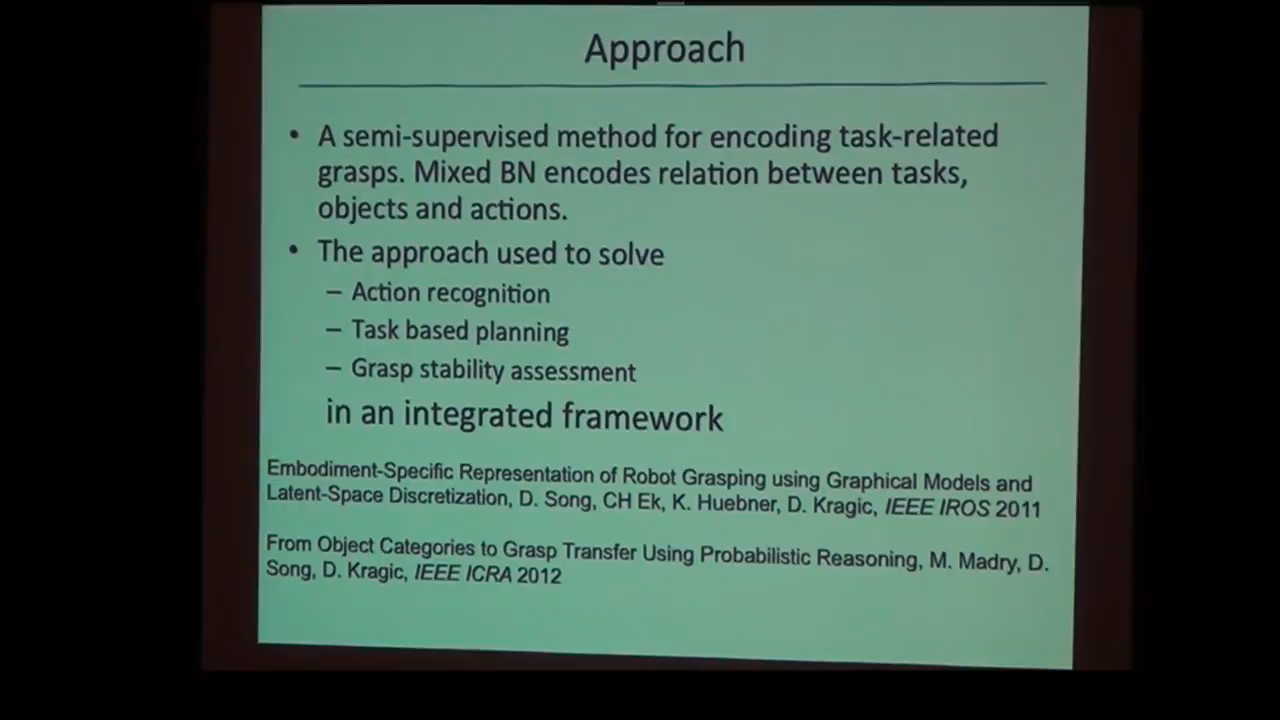 Approach
• A semi-supervised method for encoding task-related
grasps. Mixed BN encodes relation between tasks,
objects and actions.
• The approach used to solve
– Action recognition
– Task based planning
– Grasp stability assessment
in an integrated framework
Embodiment-Specific Representation of Robot Grasping using Graphical Models and
Latent-Space Discretization, D. Song, CH Ek, K. Huebner, D. Kragic, IEEE IROS 2011
From Object Categories to Grasp Transfer Using Probabilistic Reasoning, M. Madry, D.
Song, D. Kragic, IEEE ICRA 2012